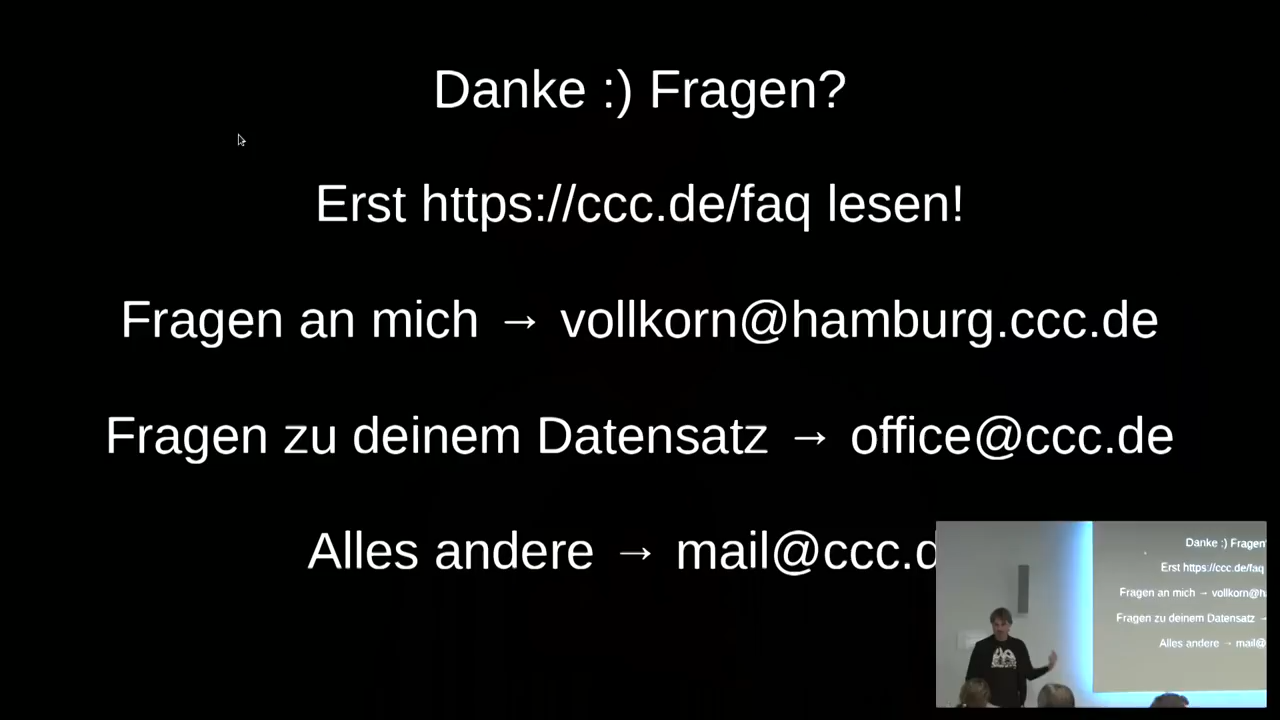 Danke :) Fragen?
Erst https://ccc.de/faq lesen!
Fragen an mich → vollkorn@hamburg.ccc.de
Fragen zu deinem Datensatz → office@ccc.de
Alles andere → mail@ccc.d
Danke :) Fragen
Erst https://ccc.de/faq
Fragen an mich → vollkorn@h
Fragen zu deinem Datensatz →
Alles andere → mail@